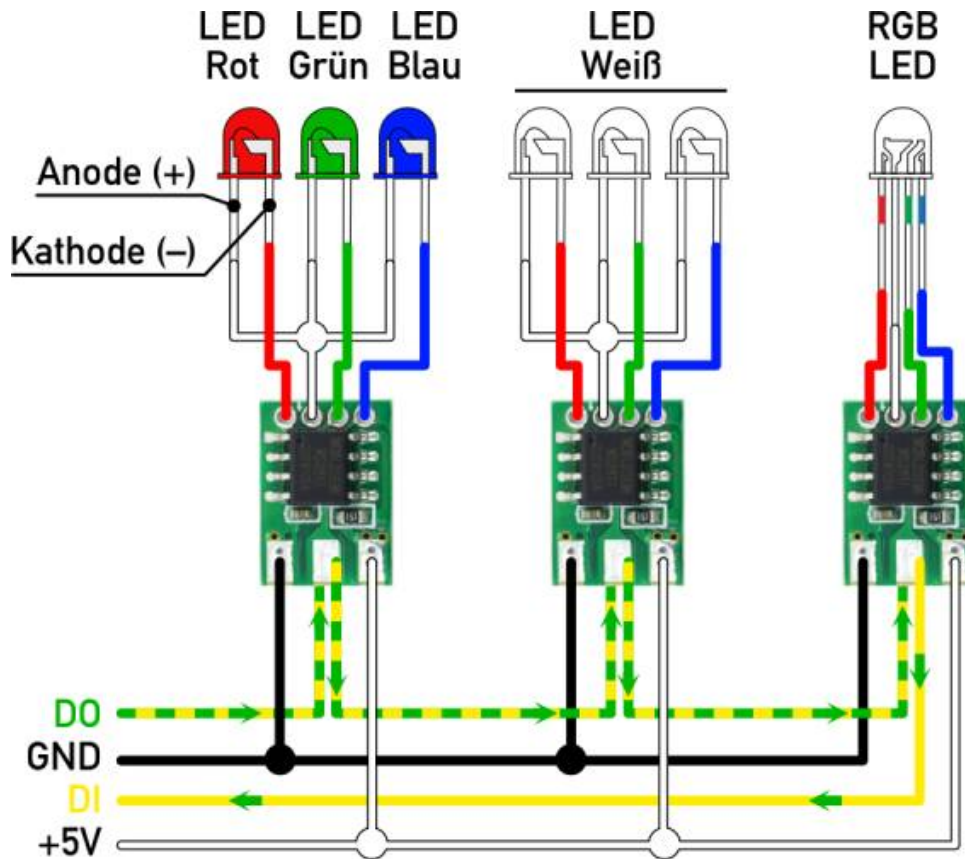 LED
Rot
LED
Grün
LED
Blau
LED
Weiß
RGB
LED
Anode (+)
Kathode (–)
DO
GND
DI
+5V